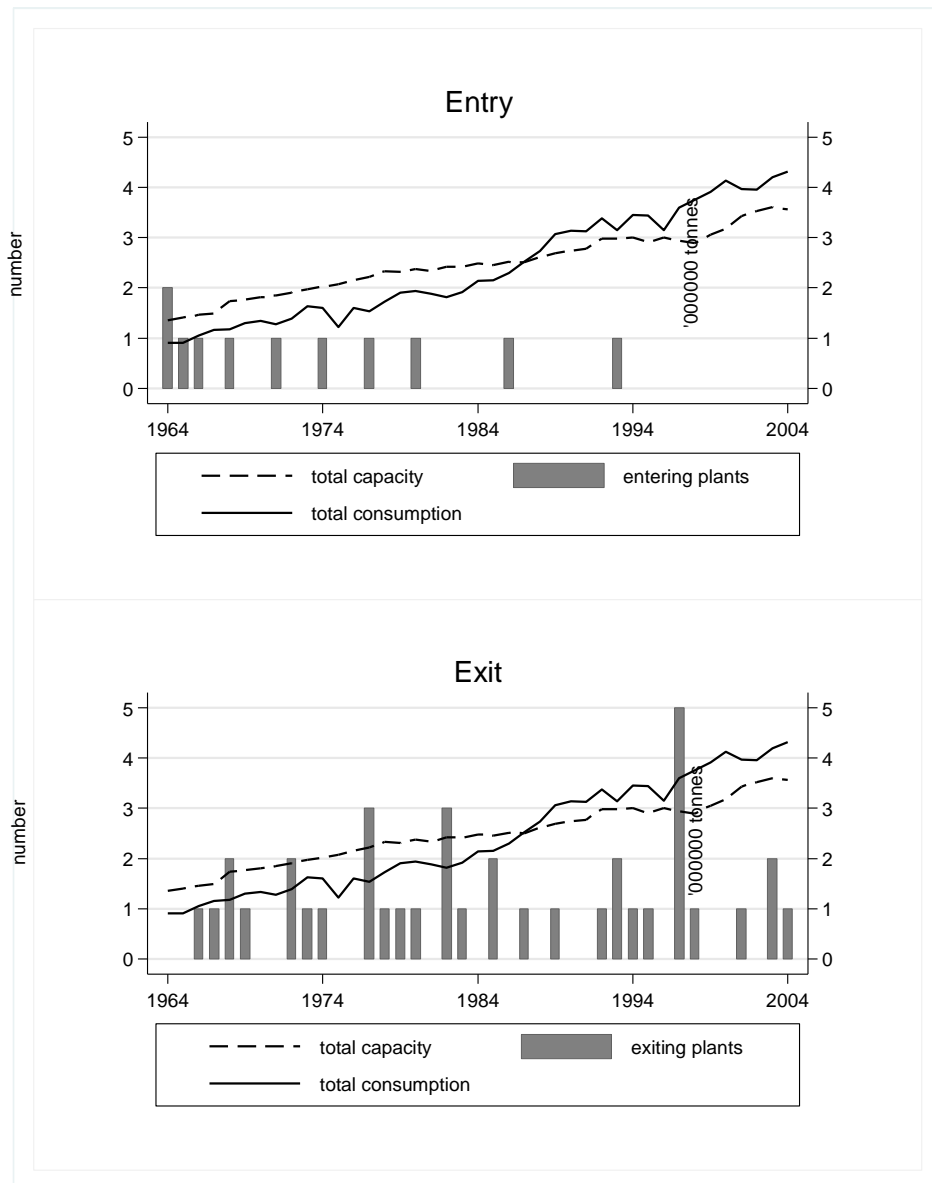 Entry
5
4
3
2
1
0
number
5
4
3
2
1
0
'000000 tonnes
1964 1974 1984 1994 2004
total capacity entering plants
total consumption
Exit
5
4
3
2
1
0
number
5
4
3
2
1
0
'000000 tonnes
1964 1974 1984 1994 2004
total capacity exiting plants
total consumption